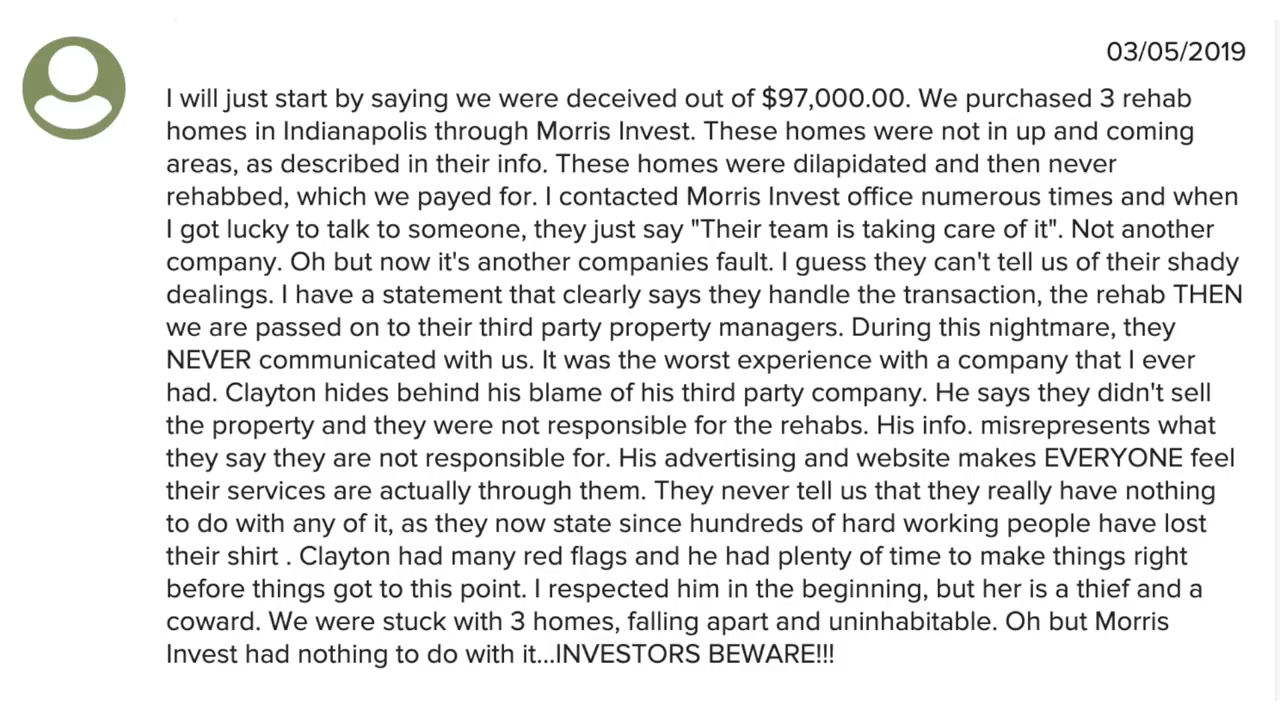 03/05/2019
I will just start by saying we were deceived out of $97,000.00. We purchased 3 rehab
homes in Indianapolis through Morris Invest. These homes were not in up and coming
areas, as described in their info. These homes were dilapidated and then never
rehabbed, which we payed for. I contacted Morris Invest office numerous times and when
I got lucky to talk to someone, they just say "Their team is taking care of it". Not another
company. Oh but now it's another companies fault. I guess they can't tell us of their shady
dealings. I have a statement that clearly says they handle the transaction, the rehab THEN
we are passed on to their third party property managers. During this nightmare, they
NEVER communicated with us. It was the worst experience with a company that I ever
had. Clayton hides behind his blame of his third party company. He says they didn't sell
the property and they were not responsible for the rehabs. His info. misrepresents what
they say they are not responsible for. His advertising and website makes EVERYONE feel
their services are actually through them. They never tell us that they really have nothing
to do with any of it, as they now state since hundreds of hard working people have lost
their shirt . Clayton had many red flags and he had plenty of time to make things right
before things got to this point. I respected him in the beginning, but her is a thief and a
coward. We were stuck with 3 homes, falling apart and uninhabitable. Oh but Morris
Invest had nothing to do with it...INVESTORS BEWARE!!!